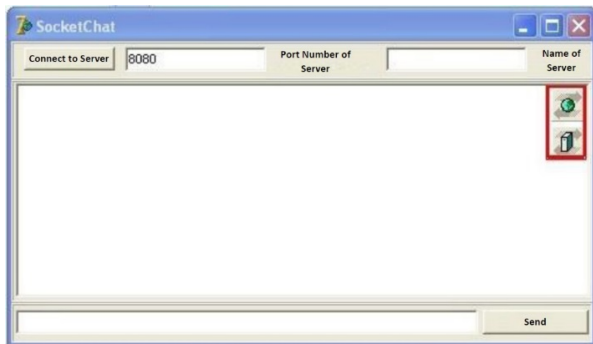 SocketChat
Connect to Server
8080
Port Number of
Server
Name of
Server
Send